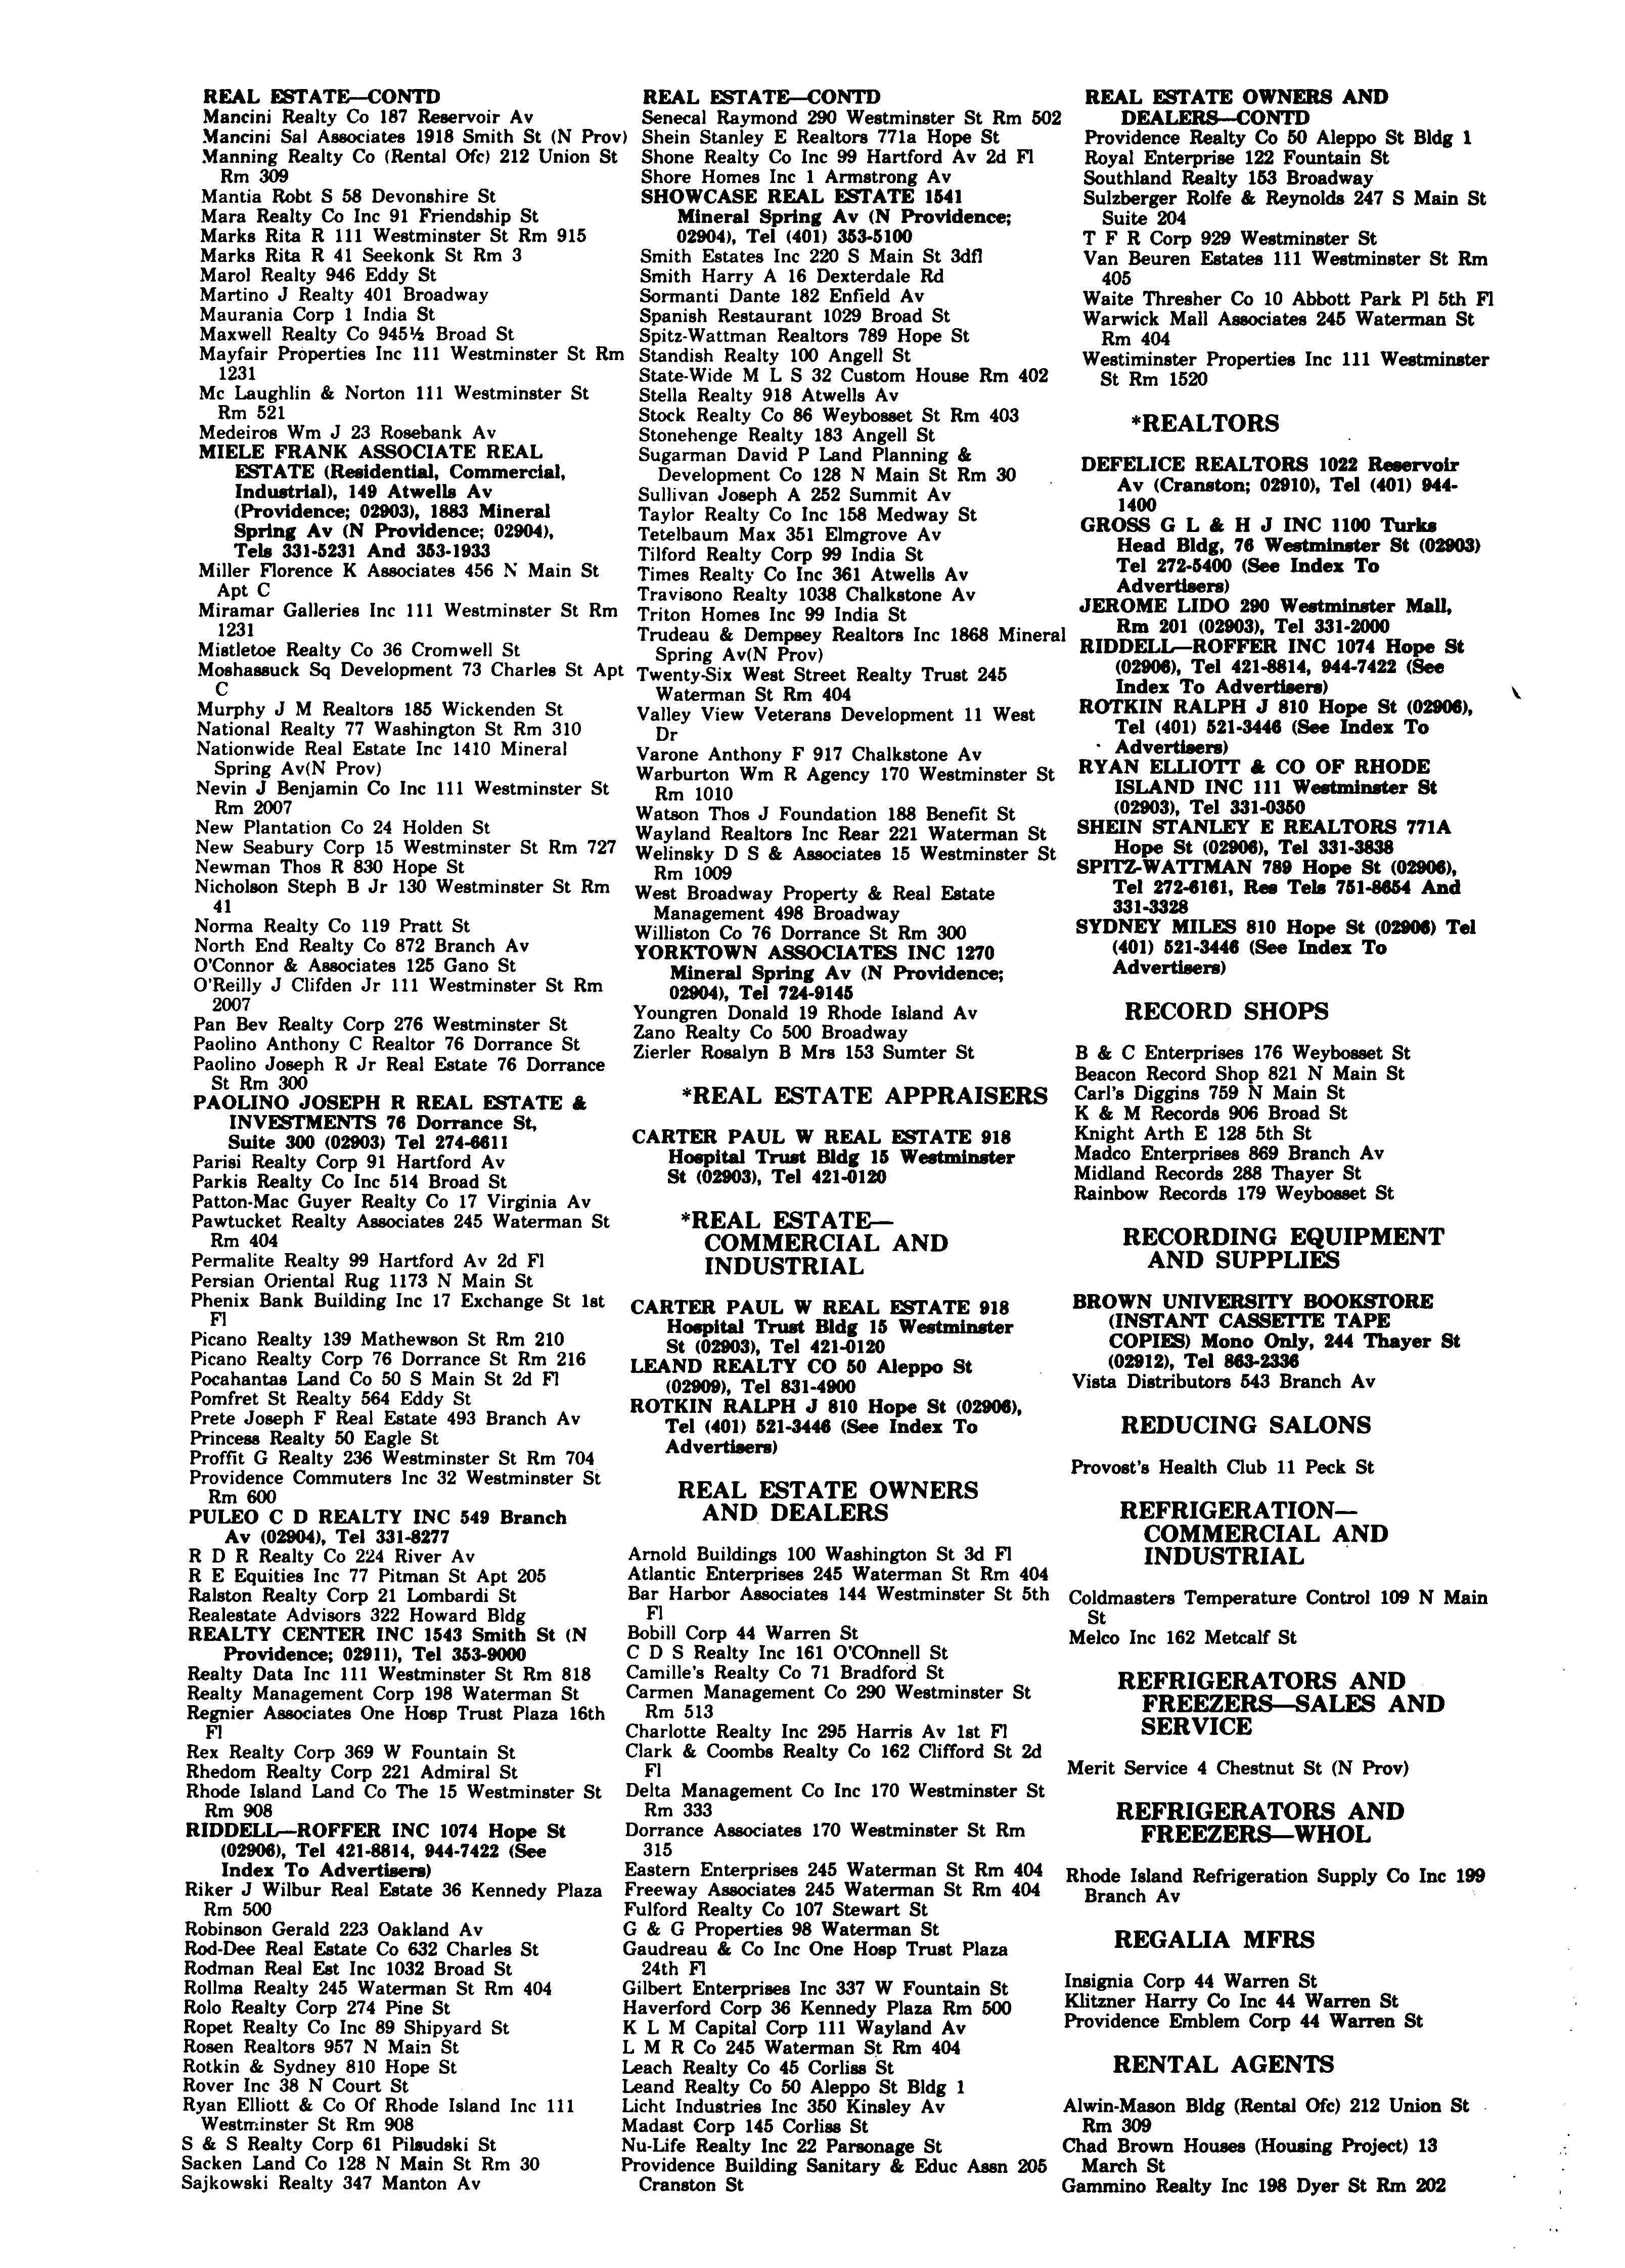 REAL ESTATE—CONTD
Mancini Realty Co 187 Reservoir Av
Mancini Sal Associates 1918 Smith St (N Prov)
Manning Realty Co (Rental Ofc) 212 Union St
Rm 309
Mantia Robt S 58 Devonshire St
Mara Realty Co Inc 91 Friendship St
Marks Rita R 111 Westminster St Rm 915
Marks Rita R 41 Seekonk St Rm 3
Marol Realty 946 Eddy St
Martino J Realty 401 Broadway
Maurania Corp 1 India St
Maxwell Realty Co 945½ Broad St
Mayfair Properties Inc 111 Westminster St Rm
1231
Mc Laughlin & Norton 111 Westminster St
Rm 521
Medeiros Wm J 23 Rosebank Av
MIELE FRANK ASSOCIATE REAL
ESTATE (Residential, Commercial,
Industrial), 149 Atwells Av
(Providence; 02903), 1883 Mineral
Spring Av (N Providence; 02904),
Tels 331-5231 And 353-1933
Miller Florence K Associates 456 N Main St
Apt C
Miramar Galleries Inc 111 Westminster St Rm
1231
Mistletoe Realty Co 36 Cromwell St
Moshassuck Sq Development 73 Charles St Apt
C
Murphy J M Realtors 185 Wickenden St
National Realty 77 Washington St Rm 310
Nationwide Real Estate Inc 1410 Mineral
Spring Av(N Prov)
Nevin J Benjamin Co Inc 111 Westminster St
Rm 2007
New Plantation Co 24 Holden St
New Seabury Corp 15 Westminster St Rm 727
Newman Thos R 830 Hope St
Nicholson Steph B Jr 130 Westminster St Rm
41
Norma Realty Co 119 Pratt St
North End Realty Co 872 Branch Av
O'Connor & Associates 125 Gano St
O'Reilly J Clifden Jr 111 Westminster St Rm
2007
Pan Bev Realty Corp 276 Westminster St
Paolino Anthony C Realtor 76 Dorrance St
Paolino Joseph R Jr Real Estate 76 Dorrance
St Rm 300
PAOLINO JOSEPH R REAL ESTATE &
INVESTMENTS 76 Dorrance St,
Suite 300 (02903) Tel 274-6611
Parisi Realty Corp 91 Hartford Av
Parkis Realty Co Inc 514 Broad St
Patton-Mac Guyer Realty Co 17 Virginia Av
Pawtucket Realty Associates 245 Waterman St
Rm 404
Permalite Realty 99 Hartford Av 2d Fl
Persian Oriental Rug 1173 N Main St
Phenix Bank Building Inc 17 Exchange St 1st
Fl
Picano Realty 139 Mathewson St Rm 210
Picano Realty Corp 76 Dorrance St Rm 216
Pocahantas Land Co 50 S Main St 2d Fl
Pomfret St Realty 564 Eddy St
Prete Joseph F Real Estate 493 Branch Av
Princess Realty 50 Eagle St
Proffit G Realty 236 Westminster St Rm 704
Providence Commuters Inc 32 Westminster St
Rm 600
PULEO C D REALTY INC 549 Branch
Av (02904), Tel 331-8277
R D R Realty Co 224 River Av
R E Equities Inc 77 Pitman St Apt 205
Ralston Realty Corp 21 Lombardi St
Realestate Advisors 322 Howard Bldg
REALTY CENTER INC 1543 Smith St (N
Providence; 02911), Tel 353-9000
Realty Data Inc 111 Westminster St Rm 818
Realty Management Corp 198 Waterman St
Regnier Associates One Hosp Trust Plaza 16th
Fl
Rex Realty Corp 369 W Fountain St
Rhedom Realty Corp 221 Admiral St
Rhode Island Land Co The 15 Westminster St
Rm 908
RIDDELL—ROFFER INC 1074 Hope St
(02906), Tel 421-8814, 944-7422 (See
Index To Advertisers)
Riker J Wilbur Real Estate 36 Kennedy Plaza
Rm 500
Robinson Gerald 223 Oakland Av
Rod-Dee Real Estate Co 632 Charles St
Rodman Real Est Inc 1032 Broad St
Rollma Realty 245 Waterman St Rm 404
Rolo Realty Corp 274 Pine St
Ropet Realty Co Inc 89 Shipyard St
Rosen Realtors 957 N Main St
Rotkin & Sydney 810 Hope St
Rover Inc 38 N Court St
Ryan Elliott & Co Of Rhode Island Inc 111
Westminster St Rm 908
S & S Realty Corp 61 Pilsudski St
Sacken Land Co 128 N Main St Rm 30
Sajkowski Realty 347 Manton Av
REAL ESTATE—CONTD
Senecal Raymond 290 Westminster St Rm 502
Shein Stanley E Realtors 771a Hope St
Shone Realty Co Inc 99 Hartford Av 2d Fl
Shore Homes Inc 1 Armstrong Av
SHOWCASE REAL ESTATE 1541
Mineral Spring Av (N Providence;
02904), Tel (401) 353-5100
Smith Estates Inc 220 S Main St 3dfl
Smith Harry A 16 Dexterdale Rd
Sormanti Dante 182 Enfield Av
Spanish Restaurant 1029 Broad St
Spitz-Wattman Realtors 789 Hope St
Standish Realty 100 Angell St
State-Wide M L S 32 Custom House Rm 402
Stella Realty 918 Atwells Av
Stock Realty Co 86 Weybosset St Rm 403
Stonehenge Realty 183 Angell St
Sugarman David P Land Planning &
Development Co 128 N Main St Rm 30
Sullivan Joseph A 252 Summit Av
Taylor Realty Co Inc 158 Medway St
Tetelbaum Max 351 Elmgrove Av
Tilford Realty Corp 99 India St
Times Realty Co Inc 361 Atwells Av
Travisono Realty 1038 Chalkstone Av
Triton Homes Inc 99 India St
Trudeau & Dempsey Realtors Inc 1868 Mineral
Spring Av(N Prov)
Twenty-Six West Street Realty Trust 245
Waterman St Rm 404
Valley View Veterans Development 11 West
Dr
Varone Anthony F 917 Chalkstone Av
Warburton Wm R Agency 170 Westminster St
Rm 1010
Watson Thos J Foundation 188 Benefit St
Wayland Realtors Inc Rear 221 Waterman St
Welinsky D S & Associates 15 Westminster St
Rm 1009
West Broadway Property & Real Estate
Management 498 Broadway
Williston Co 76 Dorrance St Rm 300
YORKTOWN ASSOCIATES INC 1270
Mineral Spring Av (N Providence;
02904), Tel 724-9145
Youngren Donald 19 Rhode Island Av
Zano Realty Co 500 Broadway
Zierler Rosalyn B Mrs 153 Sumter St
*REAL ESTATE APPRAISERS
CARTER PAUL W REAL ESTATE 918
Hospital Trust Bldg 15 Westminster
St (02903), Tel 421-0120
*REAL ESTATE—
COMMERCIAL AND
INDUSTRIAL
CARTER PAUL W REAL ESTATE 918
Hospital Trust Bldg 15 Westminster
St (02903), Tel 421-0120
LEAND REALTY CO 50 Aleppo St
(02909), Tel 831-4900
ROTKIN RALPH J 810 Hope St (02906),
Tel (401) 521-3446 (See Index To
Advertisers)
REAL ESTATE OWNERS
AND DEALERS
Arnold Buildings 100 Washington St 3d Fl
Atlantic Enterprises 245 Waterman St Rm 404
Bar Harbor Associates 144 Westminster St 5th
Fl
Bobill Corp 44 Warren St
C D S Realty Inc 161 O'COnnell St
Camille's Realty Co 71 Bradford St
Carmen Management Co 290 Westminster St
Rm 513
Charlotte Realty Inc 295 Harris Av 1st Fl
Clark & Coombs Realty Co 162 Clifford St 2d
Fl
Delta Management Co Inc 170 Westminster St
Rm 333
Dorrance Associates 170 Westminster St Rm
315
Eastern Enterprises 245 Waterman St Rm 404
Freeway Associates 245 Waterman St Rm 404
Fulford Realty Co 107 Stewart St
G & G Properties 98 Waterman St
Gaudreau & Co Inc One Hosp Trust Plaza
24th Fl
Gilbert Enterprises Inc 337 W Fountain St
Haverford Corp 36 Kennedy Plaza Rm 500
K L M Capital Corp 111 Wayland Av
L M R Co 245 Waterman St Rm 404
Leach Realty Co 45 Corliss St
Leand Realty Co 50 Aleppo St Bldg 1
Licht Industries Inc 350 Kinsley Av
Madast Corp 145 Corliss St
Nu-Life Realty Inc 22 Parsonage St
Providence Building Sanitary & Educ Assn 205
Cranston St
REAL ESTATE OWNERS AND
DEALERS—CONTD
Providence Realty Co 50 Aleppo St Bldg 1
Royal Enterprise 122 Fountain St
Southland Realty 153 Broadway
Sulzberger Rolfe & Reynolds 247 S Main St
Suite 204
T F R Corp 929 Westminster St
Van Beuren Estates 111 Westminster St Rm
405
Waite Thresher Co 10 Abbott Park Pl 5th Fl
Warwick Mall Associates 245 Waterman St
Rm 404
Westiminster Properties Inc 111 Westminster
St Rm 1520
*REALTORS
DEFELICE REALTORS 1022 Reservoir
Av (Cranston; 02910), Tel (401) 944-
1400
GROSS G L & H J INC 1100 Turks
Head Bldg, 76 Westminster St (02903)
Tel 272-5400 (See Index To
Advertisers)
JEROME LIDO 290 Westminster Mall,
Rm 201 (02903), Tel 331-2000
RIDDELL—ROFFER INC 1074 Hope St
(02906), Tel 421-8814, 944-7422 (See
Index To Advertisers)
ROTKIN RALPH J 810 Hope St (02906),
Tel (401) 521-3446 (See Index To
Advertisers)
RYAN ELLIOTT & CO OF RHODE
ISLAND INC 111 Westminster St
(02903), Tel 331-0350
SHEIN STANLEY E REALTORS 771A
Hope St (02906), Tel 331-3838
SPITZ-WATTMAN 789 Hope St (02906),
Tel 272-6161, Res Tels 751-8654 And
331-3328
SYDNEY MILES 810 Hope St (02906) Tel
(401) 521-3446 (See Index To
Advertisers)
RECORD SHOPS
B & C Enterprises 176 Weybosset St
Beacon Record Shop 821 N Main St
Carl's Diggins 759 N Main St
K & M Records 906 Broad St
Knight Arth E 128 5th St
Madco Enterprises 869 Branch Av
Midland Records 288 Thayer St
Rainbow Records 179 Weybosset St
RECORDING EQUIPMENT
AND SUPPLIES
BROWN UNIVERSITY BOOKSTORE
(INSTANT CASSETTE TAPE
COPIES) Mono Only, 244 Thayer St
(02912), Tel 863-2336
Vista Distributors 543 Branch Av
REDUCING SALONS
Provost's Health Club 11 Peck St
REFRIGERATION—
COMMERCIAL AND
INDUSTRIAL
Coldmasters Temperature Control 109 N Main
St
Melco Inc 162 Metcalf St
REFRIGERATORS AND
FREEZERS—SALES AND
SERVICE
Merit Service 4 Chestnut St (N Prov)
REFRIGERATORS AND
FREEZERS—WHOL
Rhode Island Refrigeration Supply Co Inc 199
Branch Av
REGALIA MFRS
Insignia Corp 44 Warren St
Klitzner Harry Co Inc 44 Warren St
Providence Emblem Corp 44 Warren St
RENTAL AGENTS
Alwin-Mason Bldg (Rental Ofc) 212 Union St
Rm 309
Chad Brown Houses (Housing Project) 13
March St
Gammino Realty Inc 198 Dyer St Rm 202